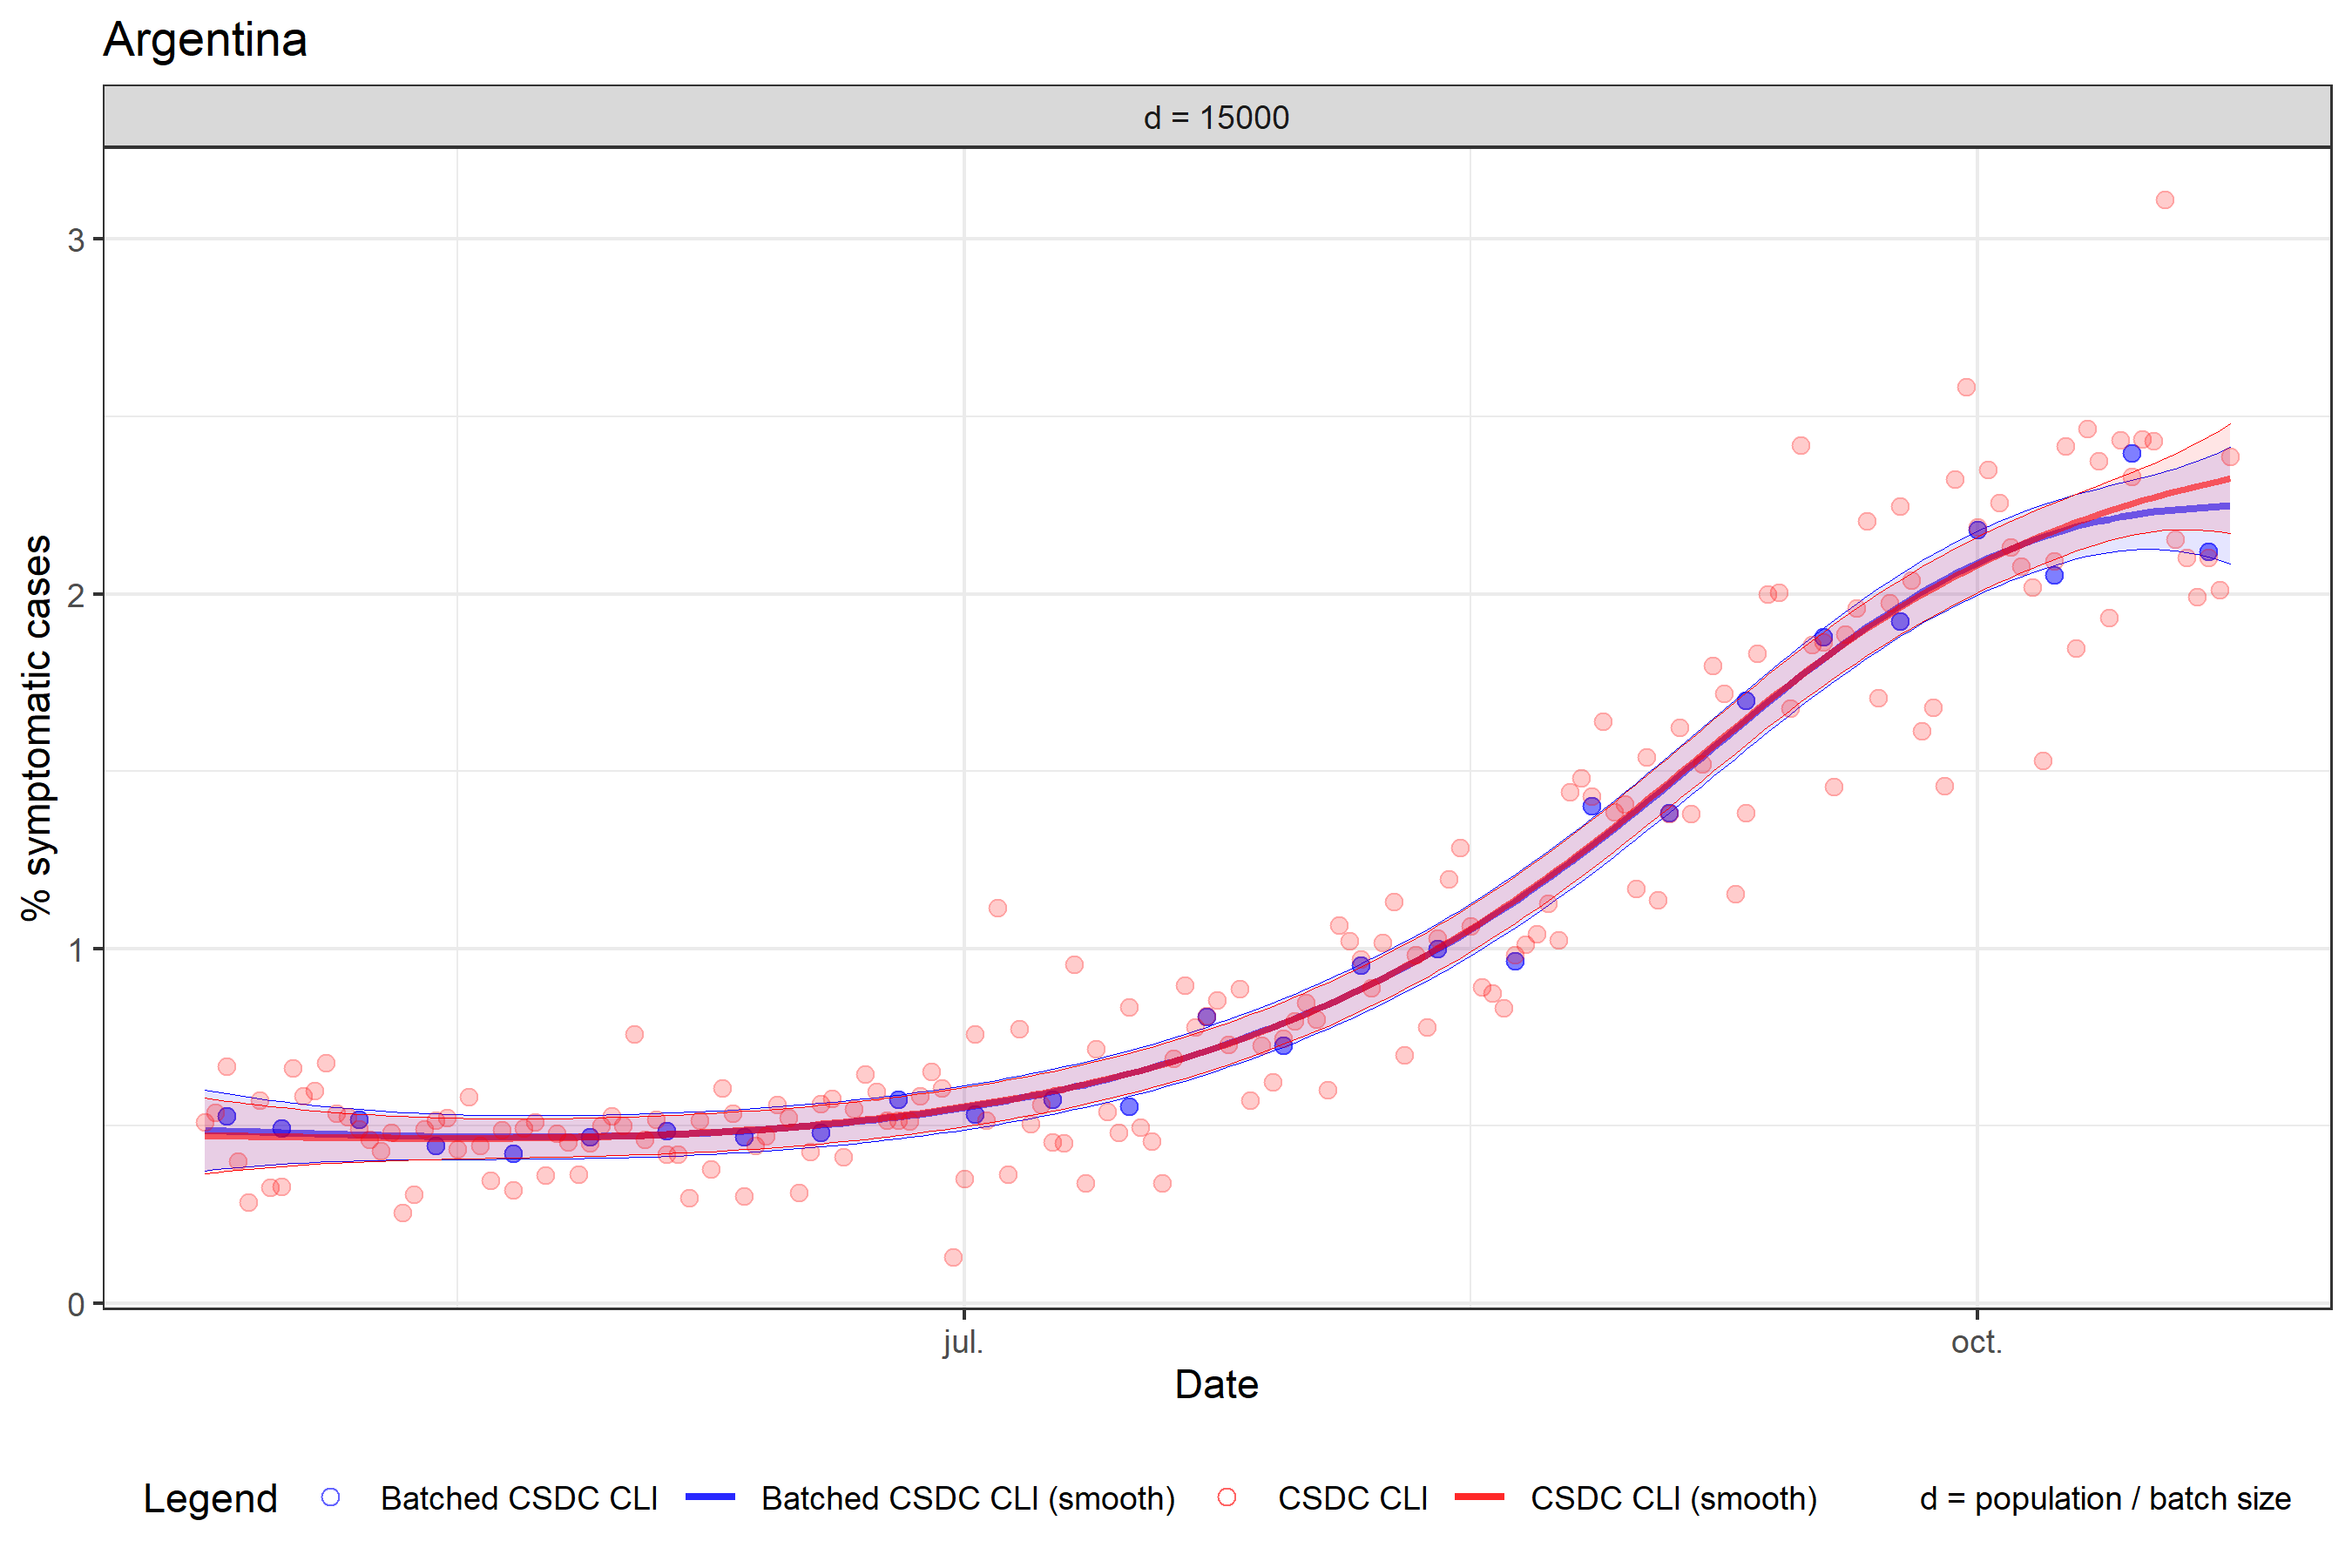 Argentina
d = 15000
% symptomatic cases
3
2
1
0
jul.
oct.
Date
Legend
Batched CSDC CLI
Batched CSDC CLI (smooth)
CSDC CLI
CSDC CLI (smooth)
d = population / batch size